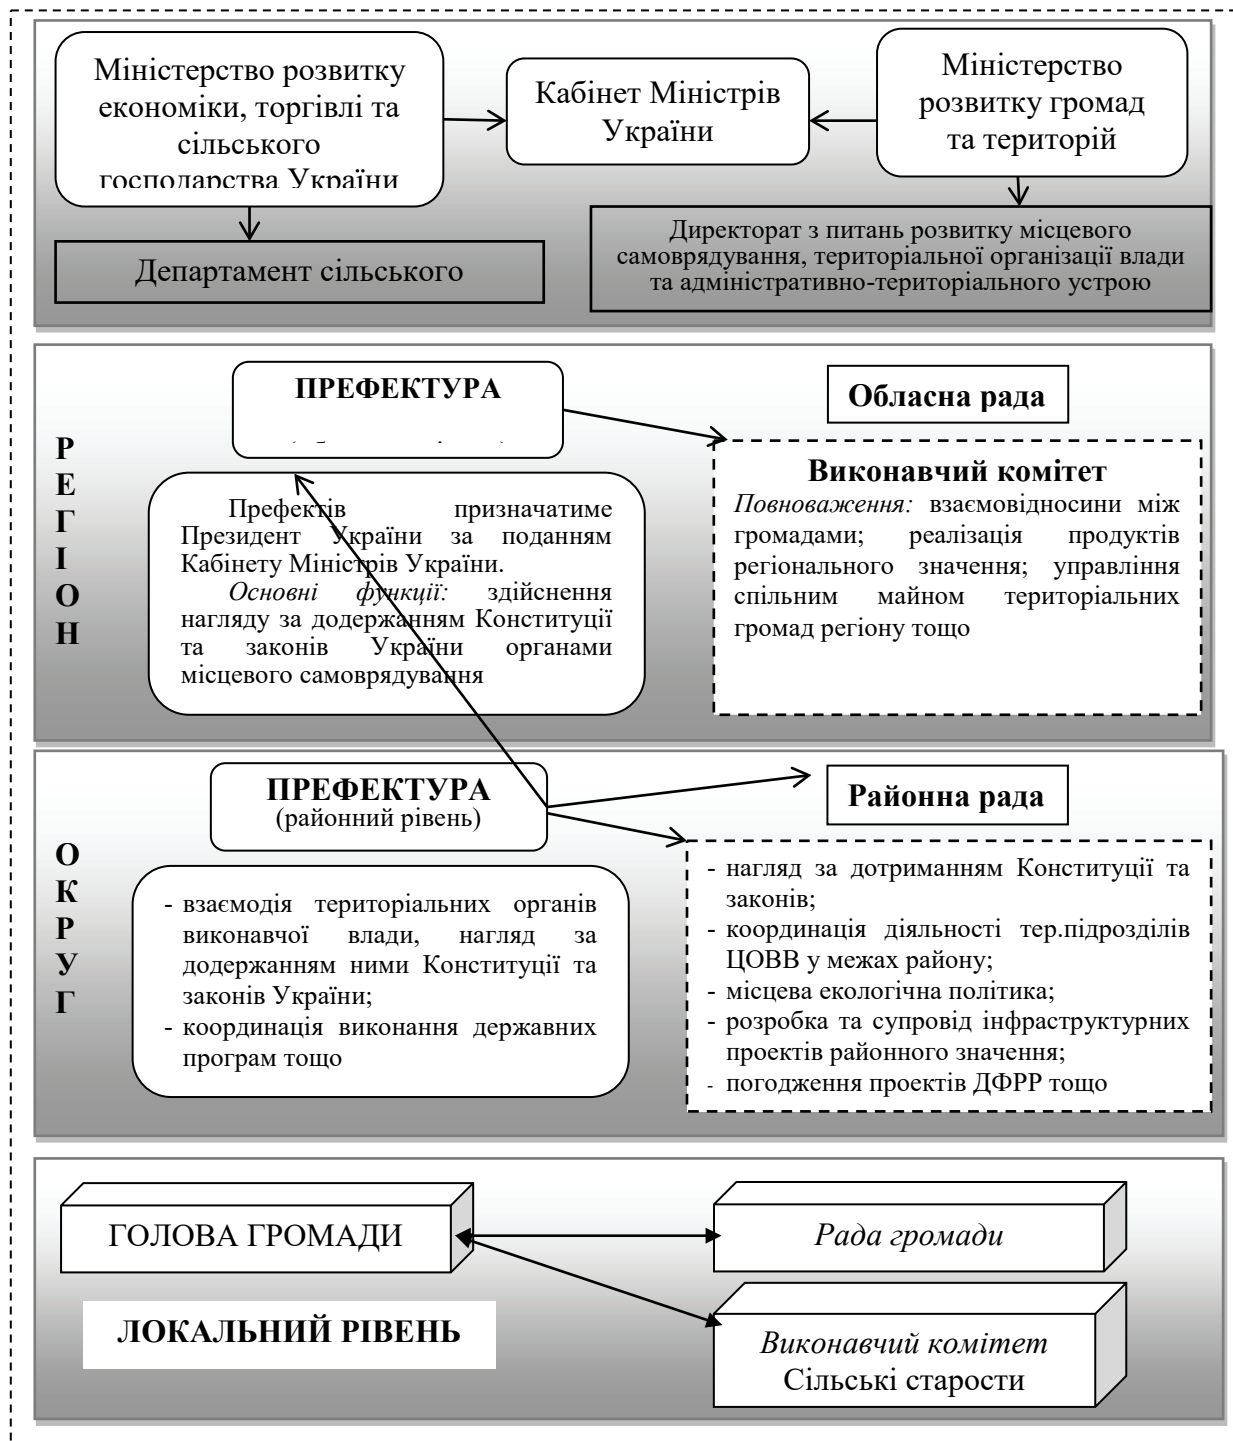 Міністерство розвитку
економіки, торгівлі та
сільського
господарства України
Кабінет Міністрів
України
Міністерство
розвитку громад
та територій
Департамент сільського
Директорат з питань розвитку місцевого
самоврядування, територіальної організації влади
та адміністративно-територіального устрою
РЕГІОН
ПРЕФЕКТУРА
Обласна рада
Префектів призначатиме
Президент України за поданням
Кабінету Міністрів України.
Основні функції: здійснення
нагляду за додержанням Конституції
та законів України органами
місцевого самоврядування
Виконавчий комітет
Повноваження: взаємовідносини між
громадами; реалізація продуктів
регіонального значення; управління
спільним майном територіальних
громад регіону тощо
ОКРУГ
ПРЕФЕКТУРА
(районний рівень)
Районна рада
- взаємодія територіальних органів
виконавчої влади, нагляд за
додержанням ними Конституції та
законів України;
- координація виконання державних
програм тощо
- нагляд за дотриманням Конституції та
законів;
- координація діяльності тер.підрозділів
ЦОВВ у межах району;
- місцева екологічна політика;
- розробка та супровід інфраструктурних
проектів районного значення;
- погодження проектів ДФРР тощо
ГОЛОВА ГРОМАДИ
Рада громади
ЛОКАЛЬНИЙ РІВЕНЬ
Виконавчий комітет
Сільські старости